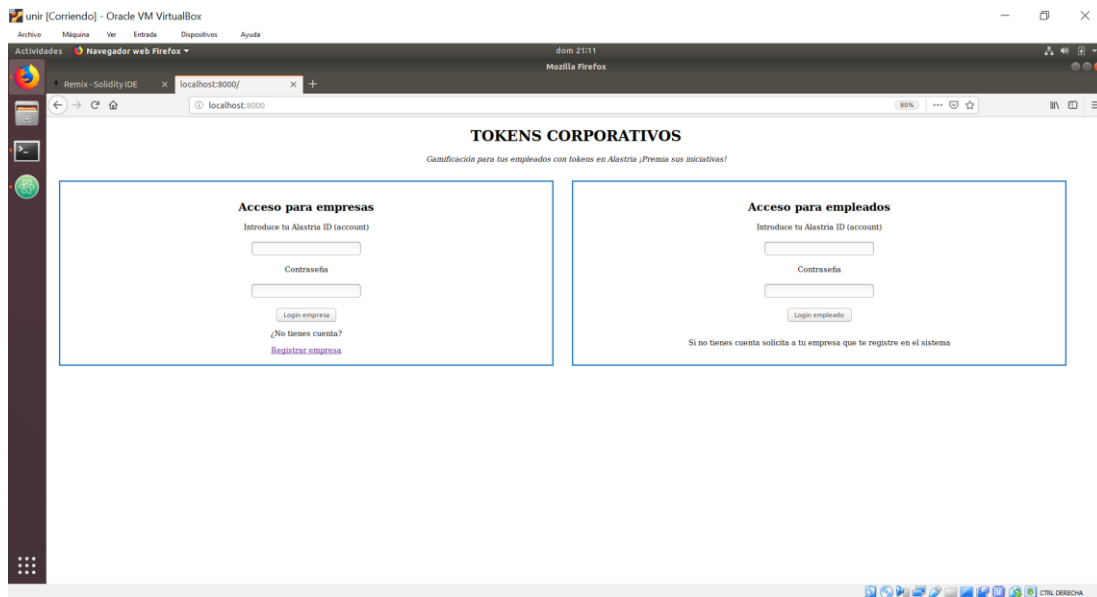 unir [Corriendo] - Oracle VM VirtualBox
Archivo Máquina Ver Entrada Dispositivos Ayuda
Actividades Navegador web Firefox dom 21:11
Mozilla Firefox
Remix - Solidity IDE localhost:8000/
localhost:8000 80%
TOKENS CORPORATIVOS
Gamificación para tus empleados con tokens en Alastria ¡Premia sus iniciativas!
Acceso para empresas
Introduce tu Alastria ID (account)
Contraseña
Login empresa
¿No tienes cuenta?
Registrar empresa
Acceso para empleados
Introduce tu Alastria ID (account)
Contraseña
Login empleado
Si no tienes cuenta solicita a tu empresa que te registre en el sistema
CTRL DERECHA